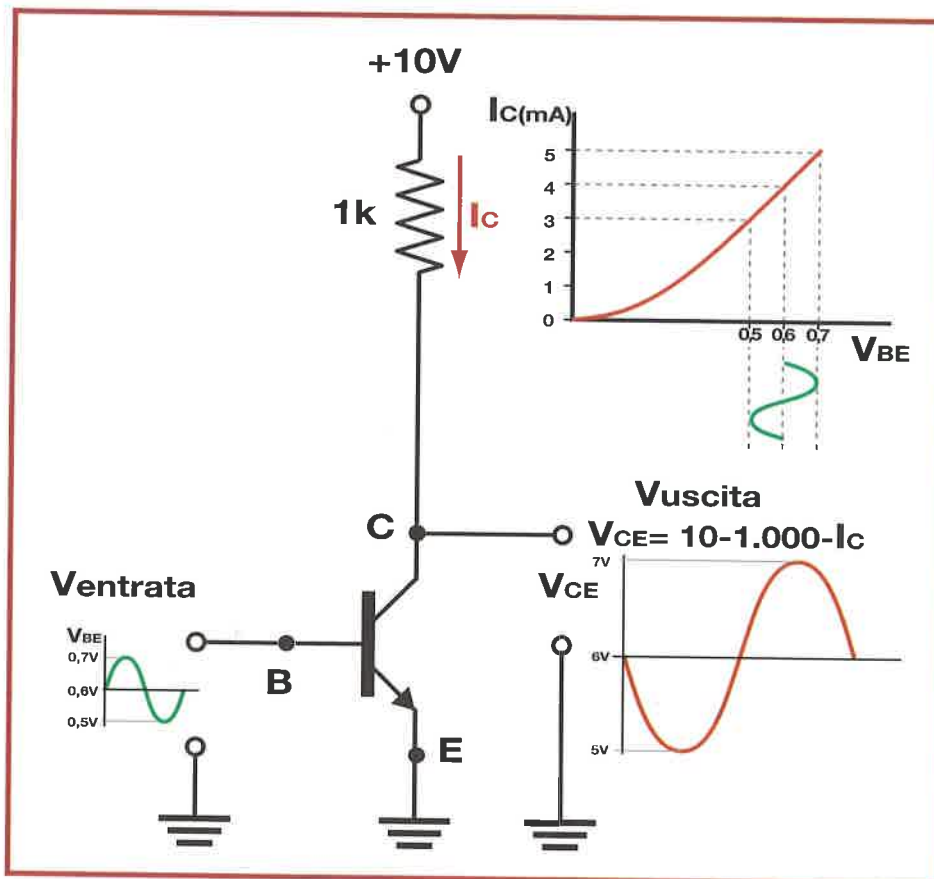 +10V
IC(mA)
5
4
3
2
1
0
0,5 0,6 0,7
VBE
1k
IC
C
Vuscita
VCE= 10-1.000-IC
VCE
7V
6V
5V
Ventrata
VBE
0,7V
0,6V
0,5V
B
E